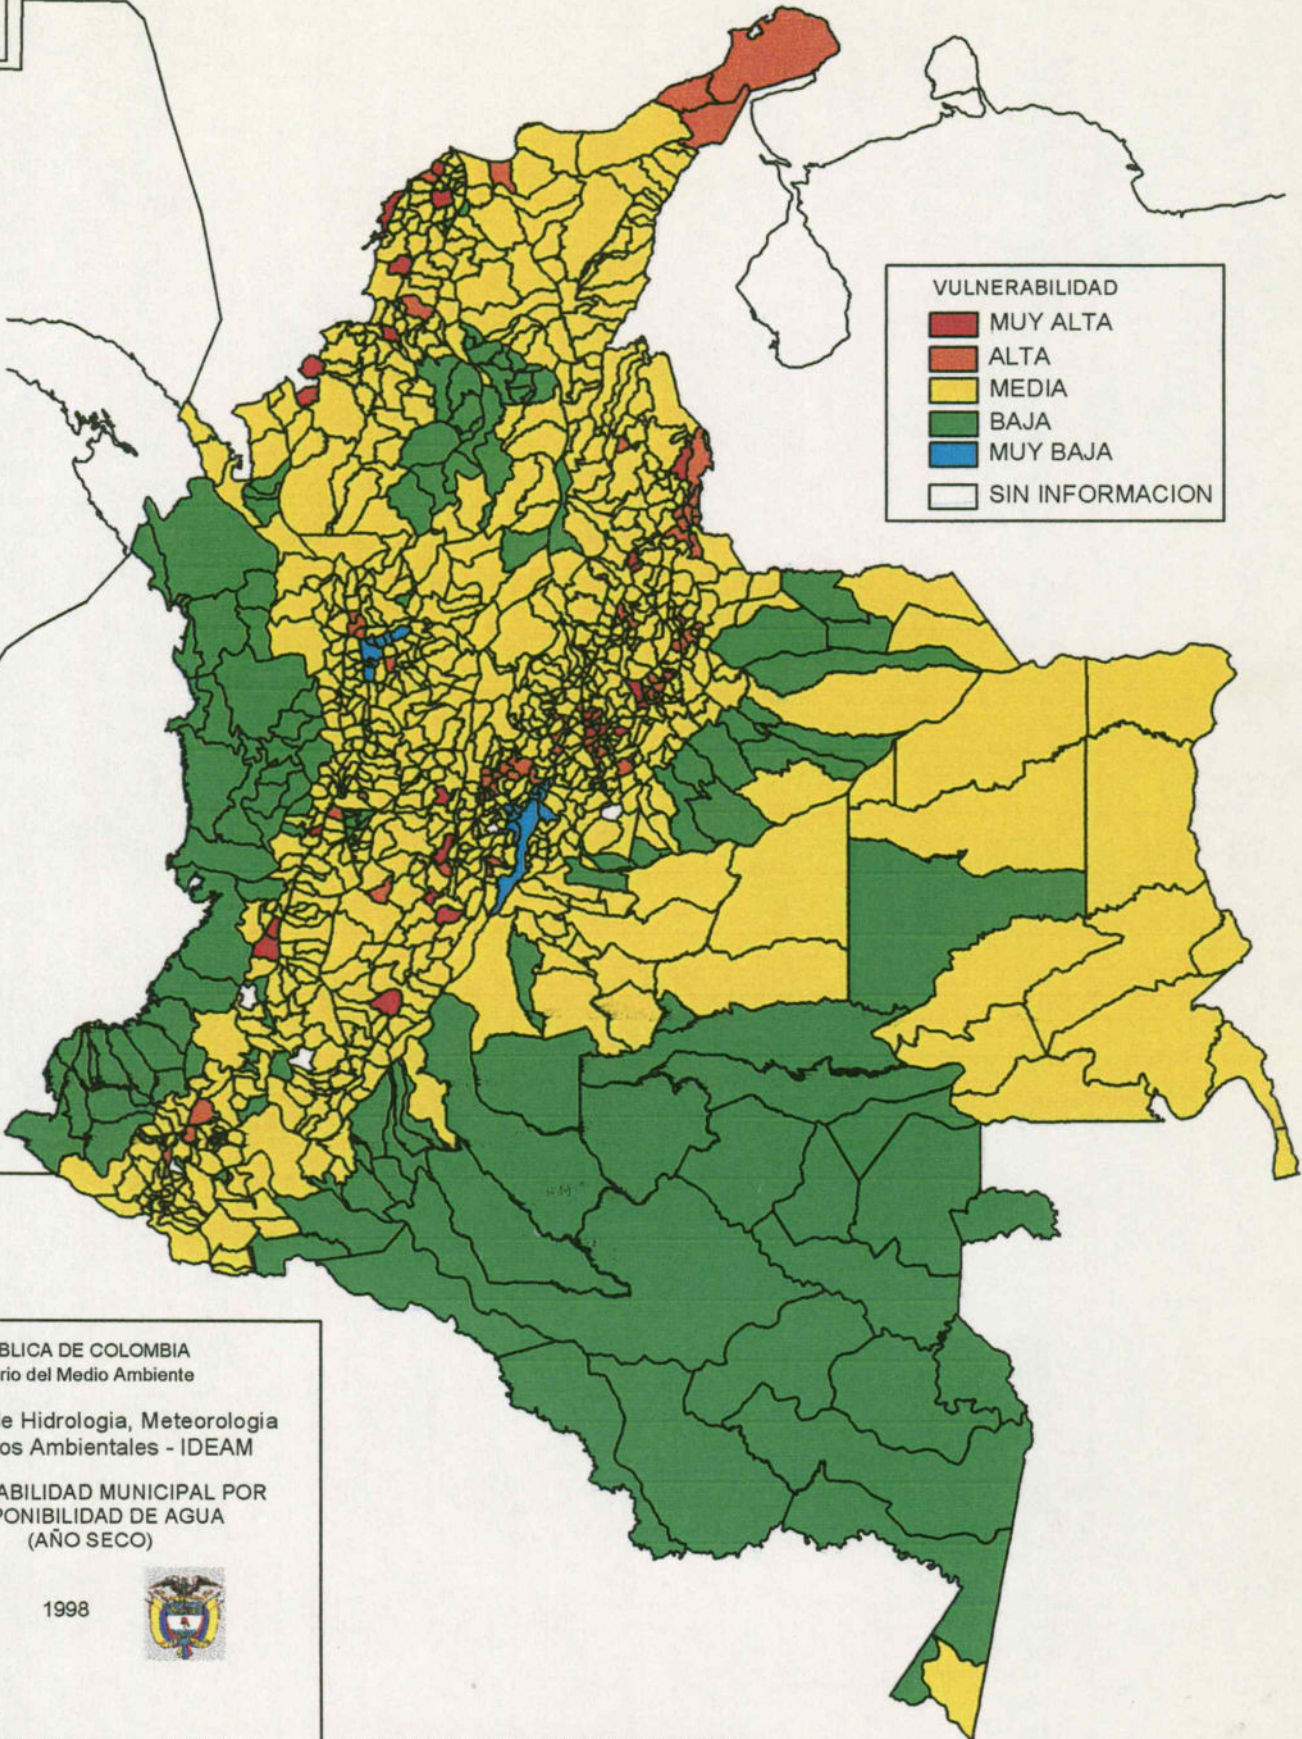 VULNERABILIDAD
MUY ALTA
ALTA
MEDIA
BAJA
MUY BAJA
SIN INFORMACION
BLICA DE COLOMBIA
rio del Medio Ambiente
e Hidrologia, Meteorologia
os Ambientales - IDEAM
ABILIDAD MUNICIPAL POR
PONIBILIDAD DE AGUA
(AÑO SECO)
1998